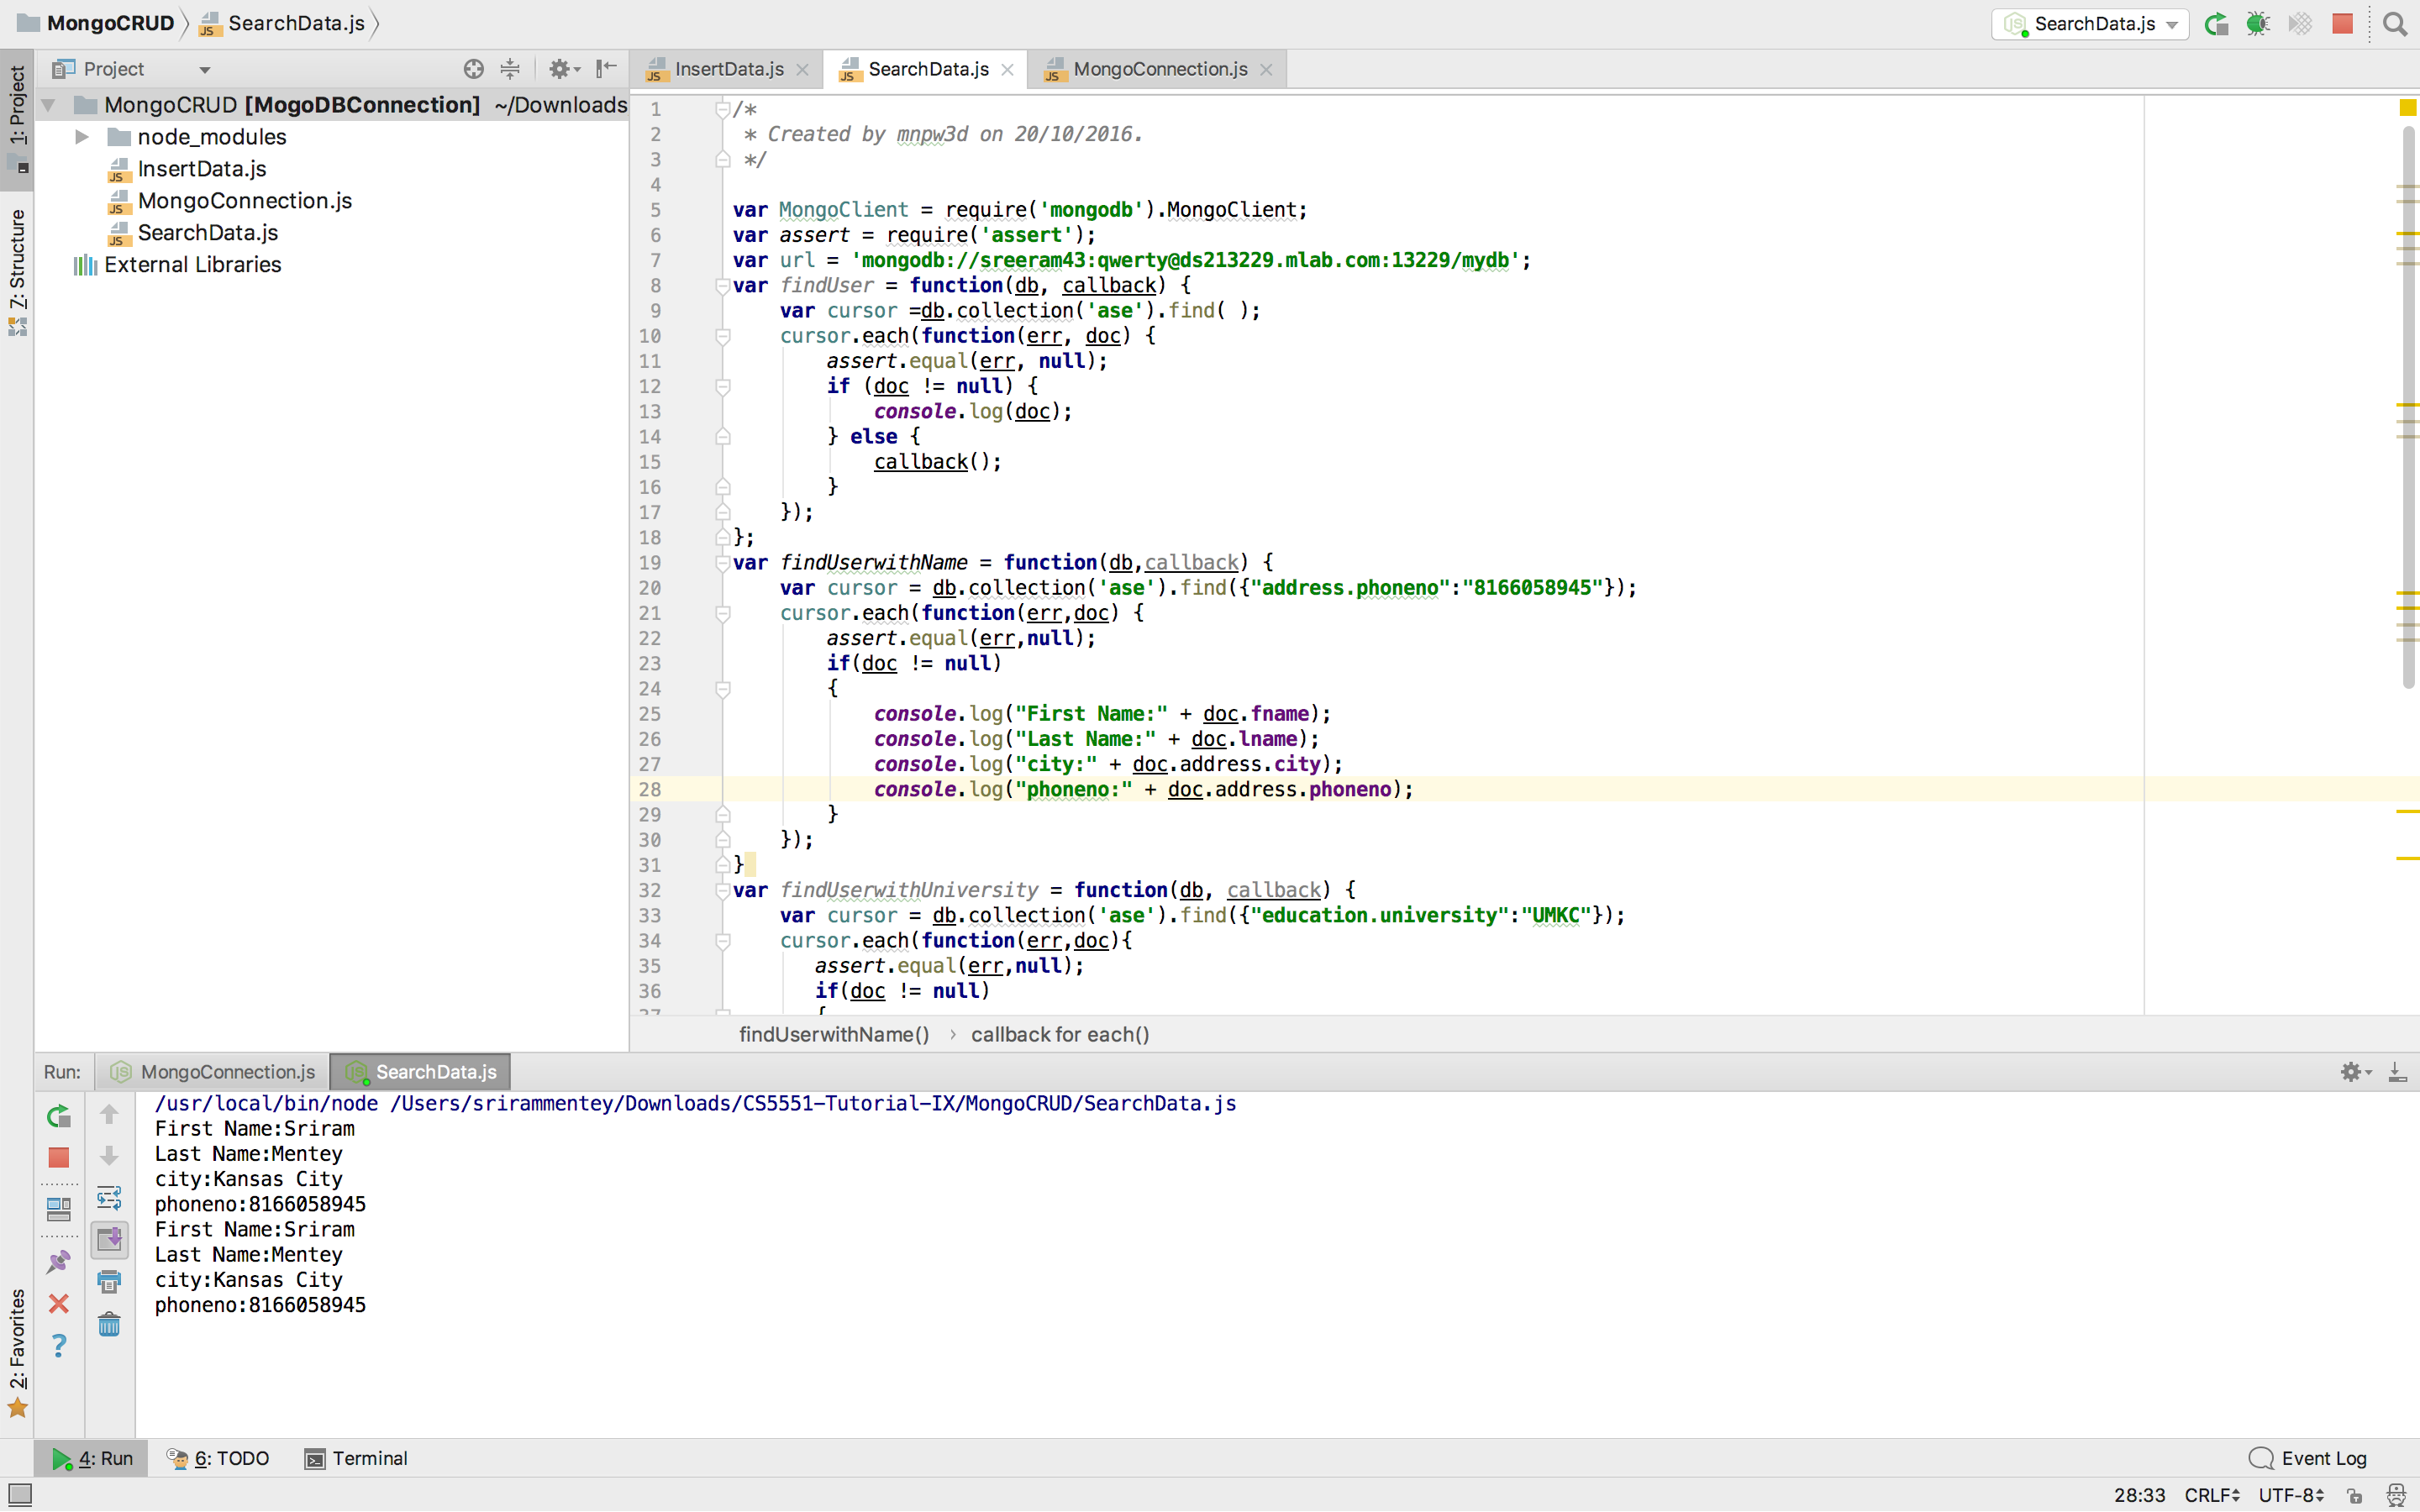 MongoCRUD SearchData.js
SearchData.js
1: Project
Z: Structure
2: Favorites
Project
MongoCRUD [MogoDBConnection] ~/Downloads
node_modules
InsertData.js
MongoConnection.js
SearchData.js
External Libraries
InsertData.js SearchData.js MongoConnection.js
1 /*
2 * Created by mnpw3d on 20/10/2016.
3 */
4
5 var MongoClient = require('mongodb').MongoClient;
6 var assert = require('assert');
7 var url = 'mongodb://sreeram43:qwerty@ds213229.mlab.com:13229/mydb';
8 var findUser = function(db, callback) {
9 var cursor =db.collection('ase').find( );
10 cursor.each(function(err, doc) {
11 assert.equal(err, null);
12 if (doc != null) {
13 console.log(doc);
14 } else {
15 callback();
16 }
17 });
18 };
19 var findUserwithName = function(db,callback) {
20 var cursor = db.collection('ase').find({"address.phoneno":"8166058945"});
21 cursor.each(function(err,doc) {
22 assert.equal(err,null);
23 if(doc != null)
24 {
25 console.log("First Name:" + doc.fname);
26 console.log("Last Name:" + doc.lname);
27 console.log("city:" + doc.address.city);
28 console.log("phoneno:" + doc.address.phoneno);
29 }
30 });
31 }
32 var findUserwithUniversity = function(db, callback) {
33 var cursor = db.collection('ase').find({"education.university":"UMKC"});
34 cursor.each(function(err,doc){
35 assert.equal(err,null);
36 if(doc != null)
37 {
findUserwithName() › callback for each()
Run: MongoConnection.js SearchData.js
/usr/local/bin/node /Users/srirammentey/Downloads/CS5551-Tutorial-IX/MongoCRUD/SearchData.js
First Name:Sriram
Last Name:Mentey
city:Kansas City
phoneno:8166058945
First Name:Sriram
Last Name:Mentey
city:Kansas City
phoneno:8166058945
4: Run 6: TODO Terminal Event Log
28:33 CRLF UTF-8